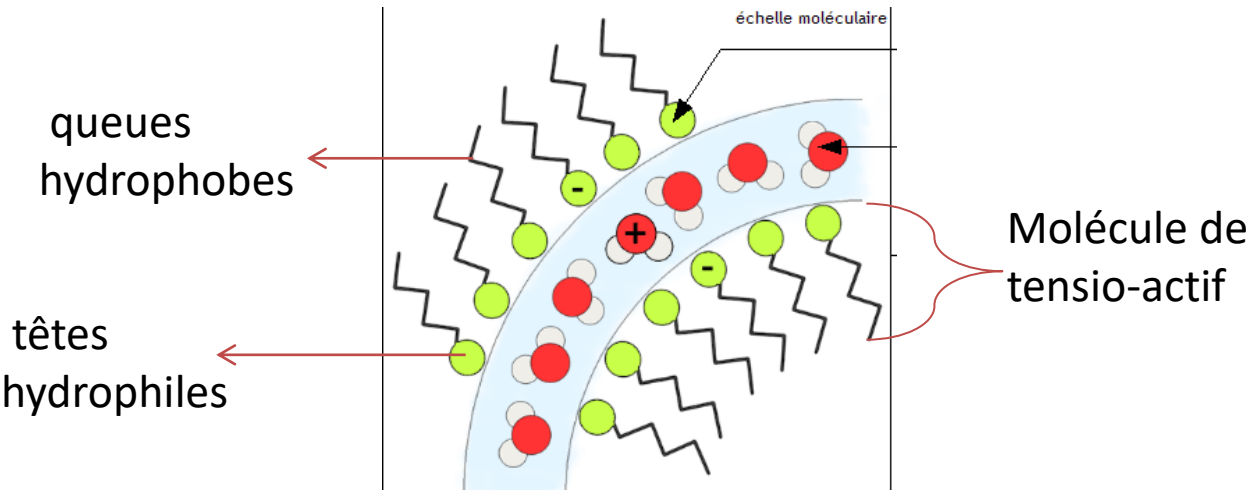 échelle moléculaire
queues
hydrophobes
-
+
-
Molécule de
tensio-actif
têtes
hydrophiles